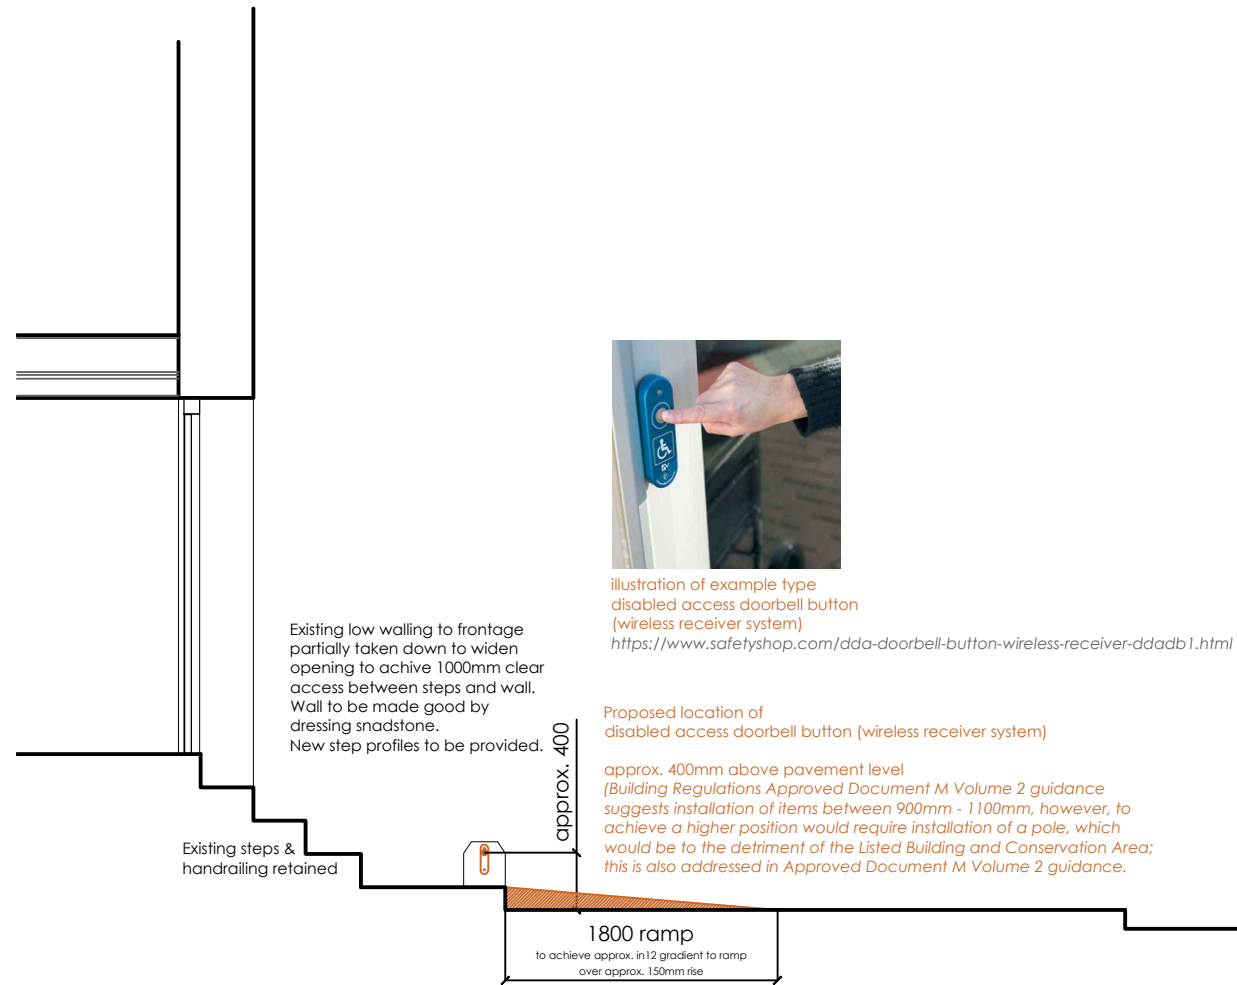 illustration of example type
disabled access doorbell button
(wireless receiver system)
https://www.safetyshop.com/dda-doorbell-button-wireless-receiver-ddadb1.html
Existing low walling to frontage
partially taken down to widen
opening to achive 1000mm clear
access between steps and wall.
Wall to be made good by
dressing snadstone.
New step profiles to be provided.
approx. 400
Proposed location of
disabled access doorbell button (wireless receiver system)
approx. 400mm above pavement level
(Building Regulations Approved Document M Volume 2 guidance
suggests installation of items between 900mm - 1100mm, however, to
achieve a higher position would require installation of a pole, which
would be to the detriment of the Listed Building and Conservation Area;
this is also addressed in Approved Document M Volume 2 guidance.
Existing steps &
handrailing retained
1800 ramp
to achieve approx. in12 gradient to ramp
over approx. 150mm rise